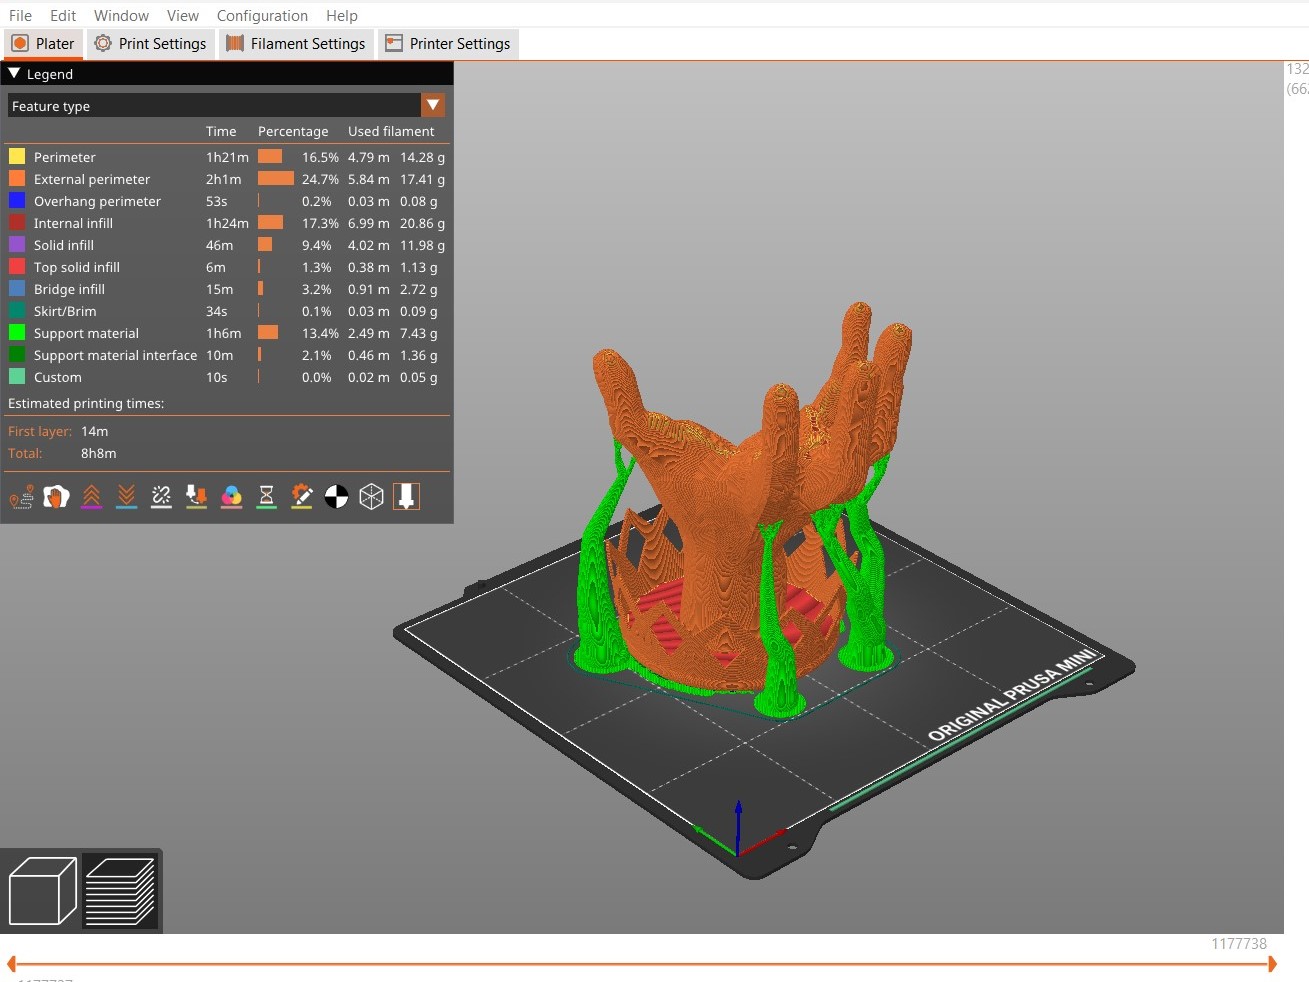 File Edit Window View Configuration Help
Plater Print Settings Filament Settings Printer Settings
Legend
Feature type
Time Percentage Used filament
Perimeter 1h21m 16.5% 4.79 m 14.28 g
External perimeter 2h1m 24.7% 5.84 m 17.41 g
Overhang perimeter 53s 0.2% 0.03 m 0.08 g
Internal infill 1h24m 17.3% 6.99 m 20.86 g
Solid infill 46m 9.4% 4.02 m 11.98 g
Top solid infill 6m 1.3% 0.38 m 1.13 g
Bridge infill 15m 3.2% 0.91 m 2.72 g
Skirt/Brim 34s 0.1% 0.03 m 0.09 g
Support material 1h6m 13.4% 2.49 m 7.43 g
Support material interface 10m 2.1% 0.46 m 1.36 g
Custom 10s 0.0% 0.02 m 0.05 g
Estimated printing times:
First layer: 14m
Total: 8h8m
ORIGINAL PRUSA MINI
1177738